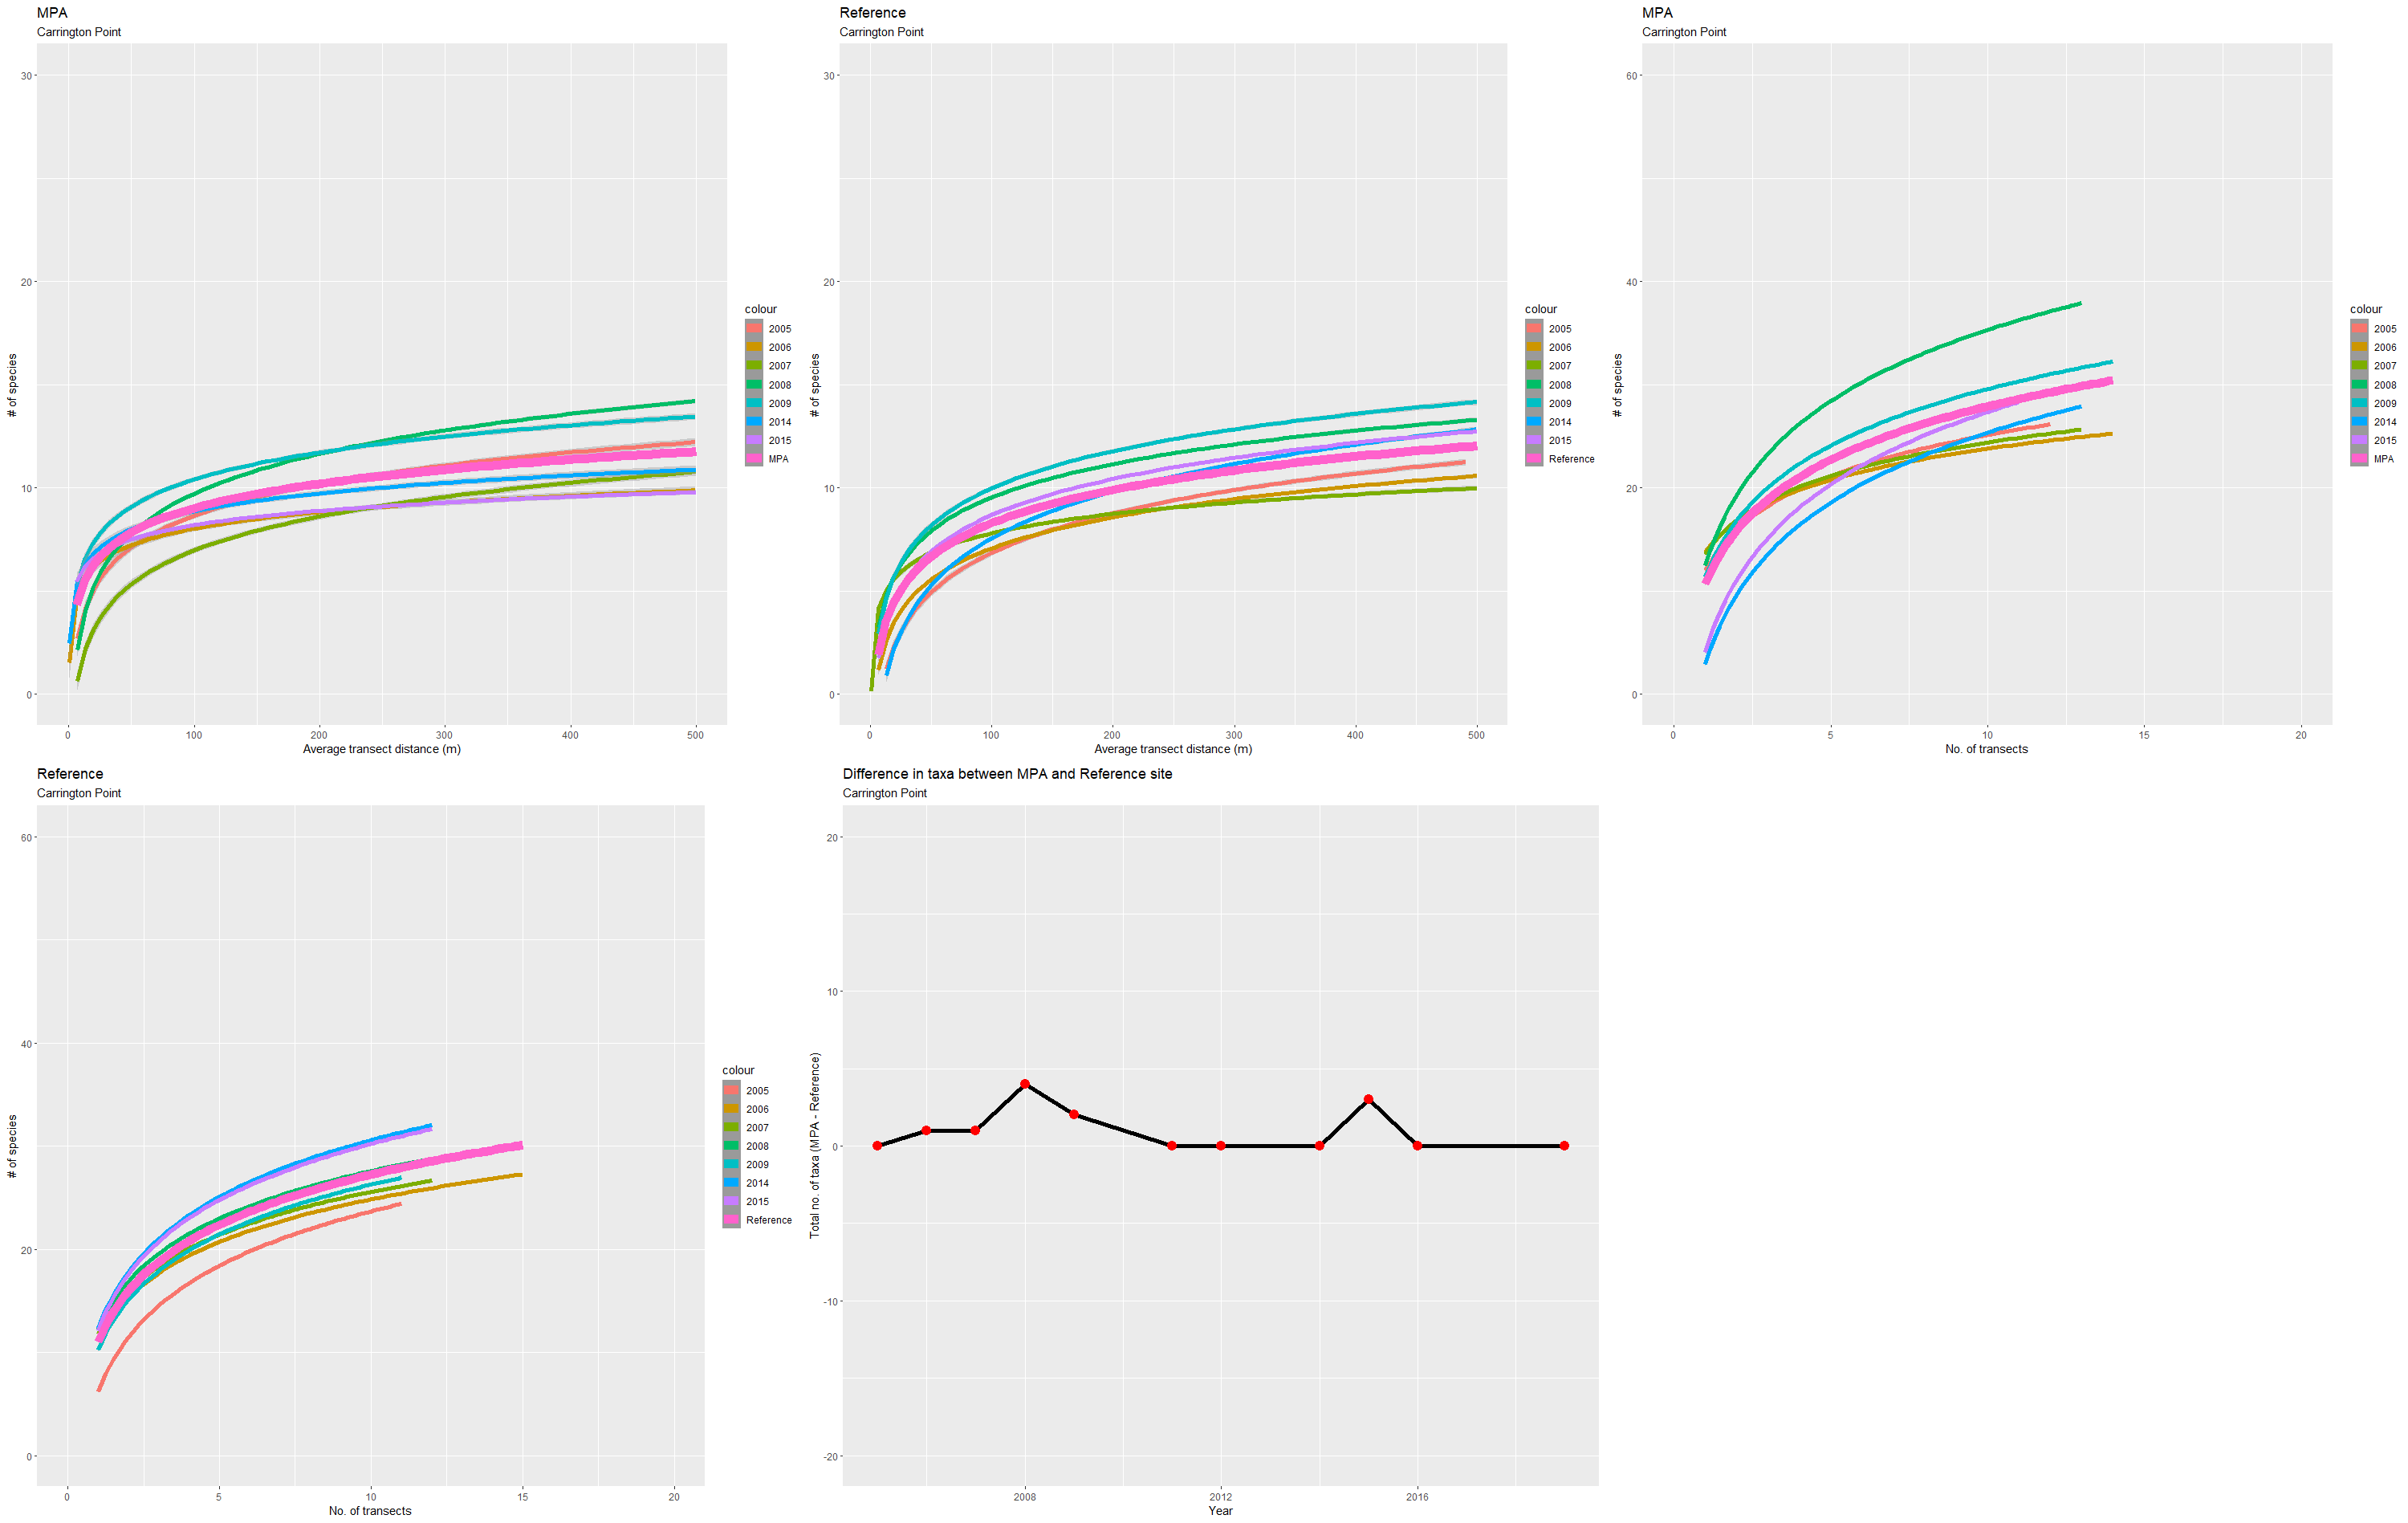 MPA
Carrington Point
30
20
10
0
# of species
0 100 200 300 400 500
Average transect distance (m)
colour
2005
2006
2007
2008
2009
2014
2015
MPA
Reference
Carrington Point
30
20
10
0
# of species
0 100 200 300 400 500
Average transect distance (m)
colour
2005
2006
2007
2008
2009
2014
2015
Reference
MPA
Carrington Point
60
40
20
0
# of species
0 5 10 15 20
No. of transects
colour
2005
2006
2007
2008
2009
2014
2015
MPA
Reference
Carrington Point
60
40
20
0
# of species
0 5 10 15 20
No. of transects
colour
2005
2006
2007
2008
2009
2014
2015
Reference
Difference in taxa between MPA and Reference site
Carrington Point
20
10
0
-10
-20
Total no. of taxa (MPA - Reference)
2008 2012 2016
Year